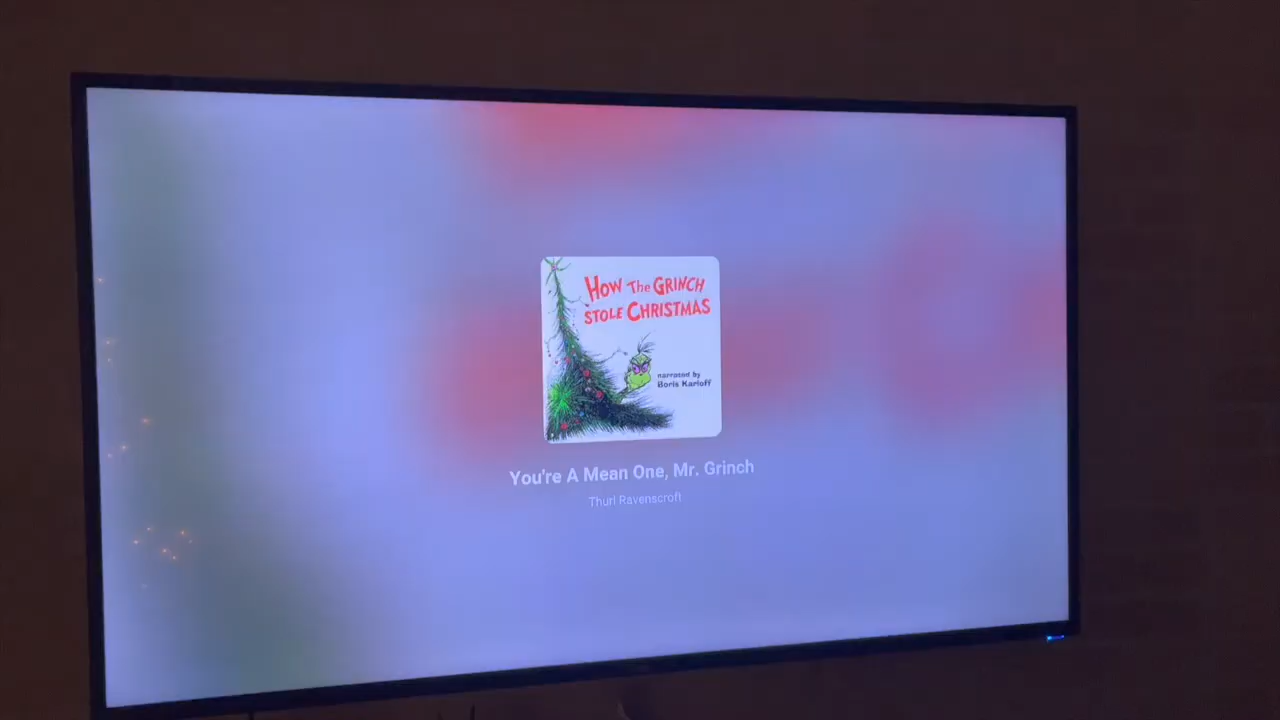 How The GRINCH
STOLE CHRISTMAS
narrated by
Boris Karloff
You're A Mean One, Mr. Grinch
Thurl Ravenscroft